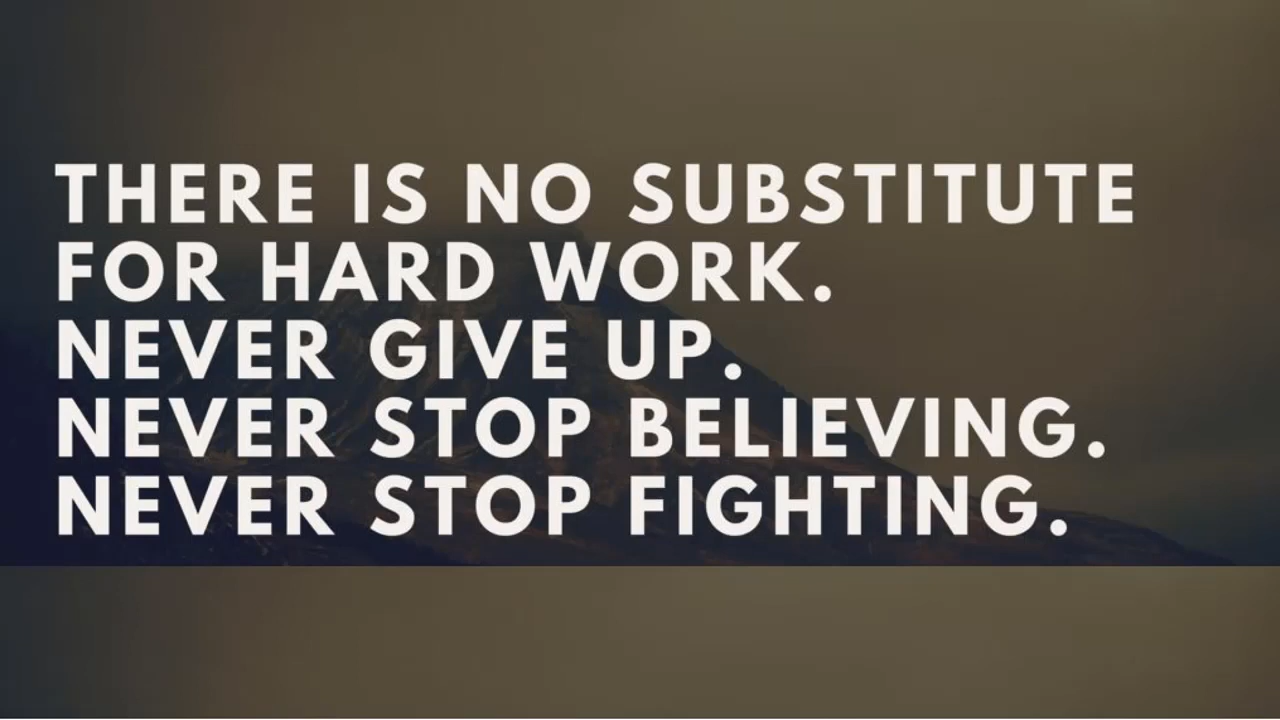 THERE IS NO SUBSTITUTE
FOR HARD WORK.
NEVER GIVE UP.
NEVER STOP BELIEVING.
NEVER STOP FIGHTING.